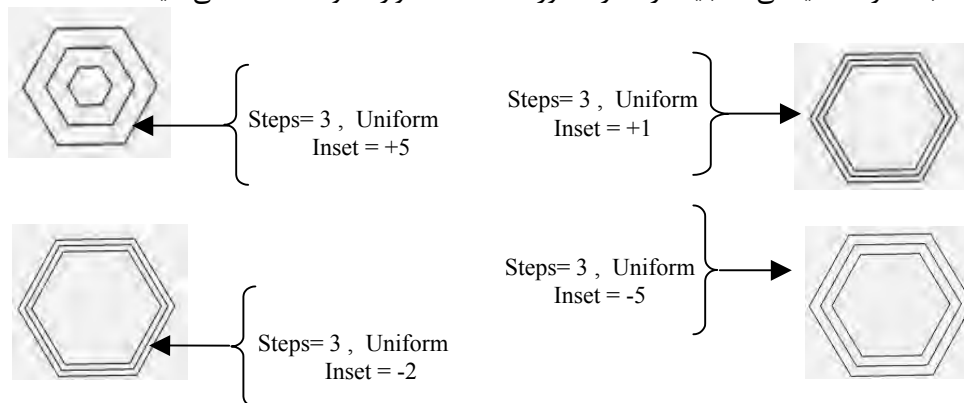 Steps= 3 , Uniform
Inset = +5
Steps= 3 , Uniform
Inset = +1
Steps= 3 , Uniform
Inset = -2
Steps= 3 , Uniform
Inset = -5